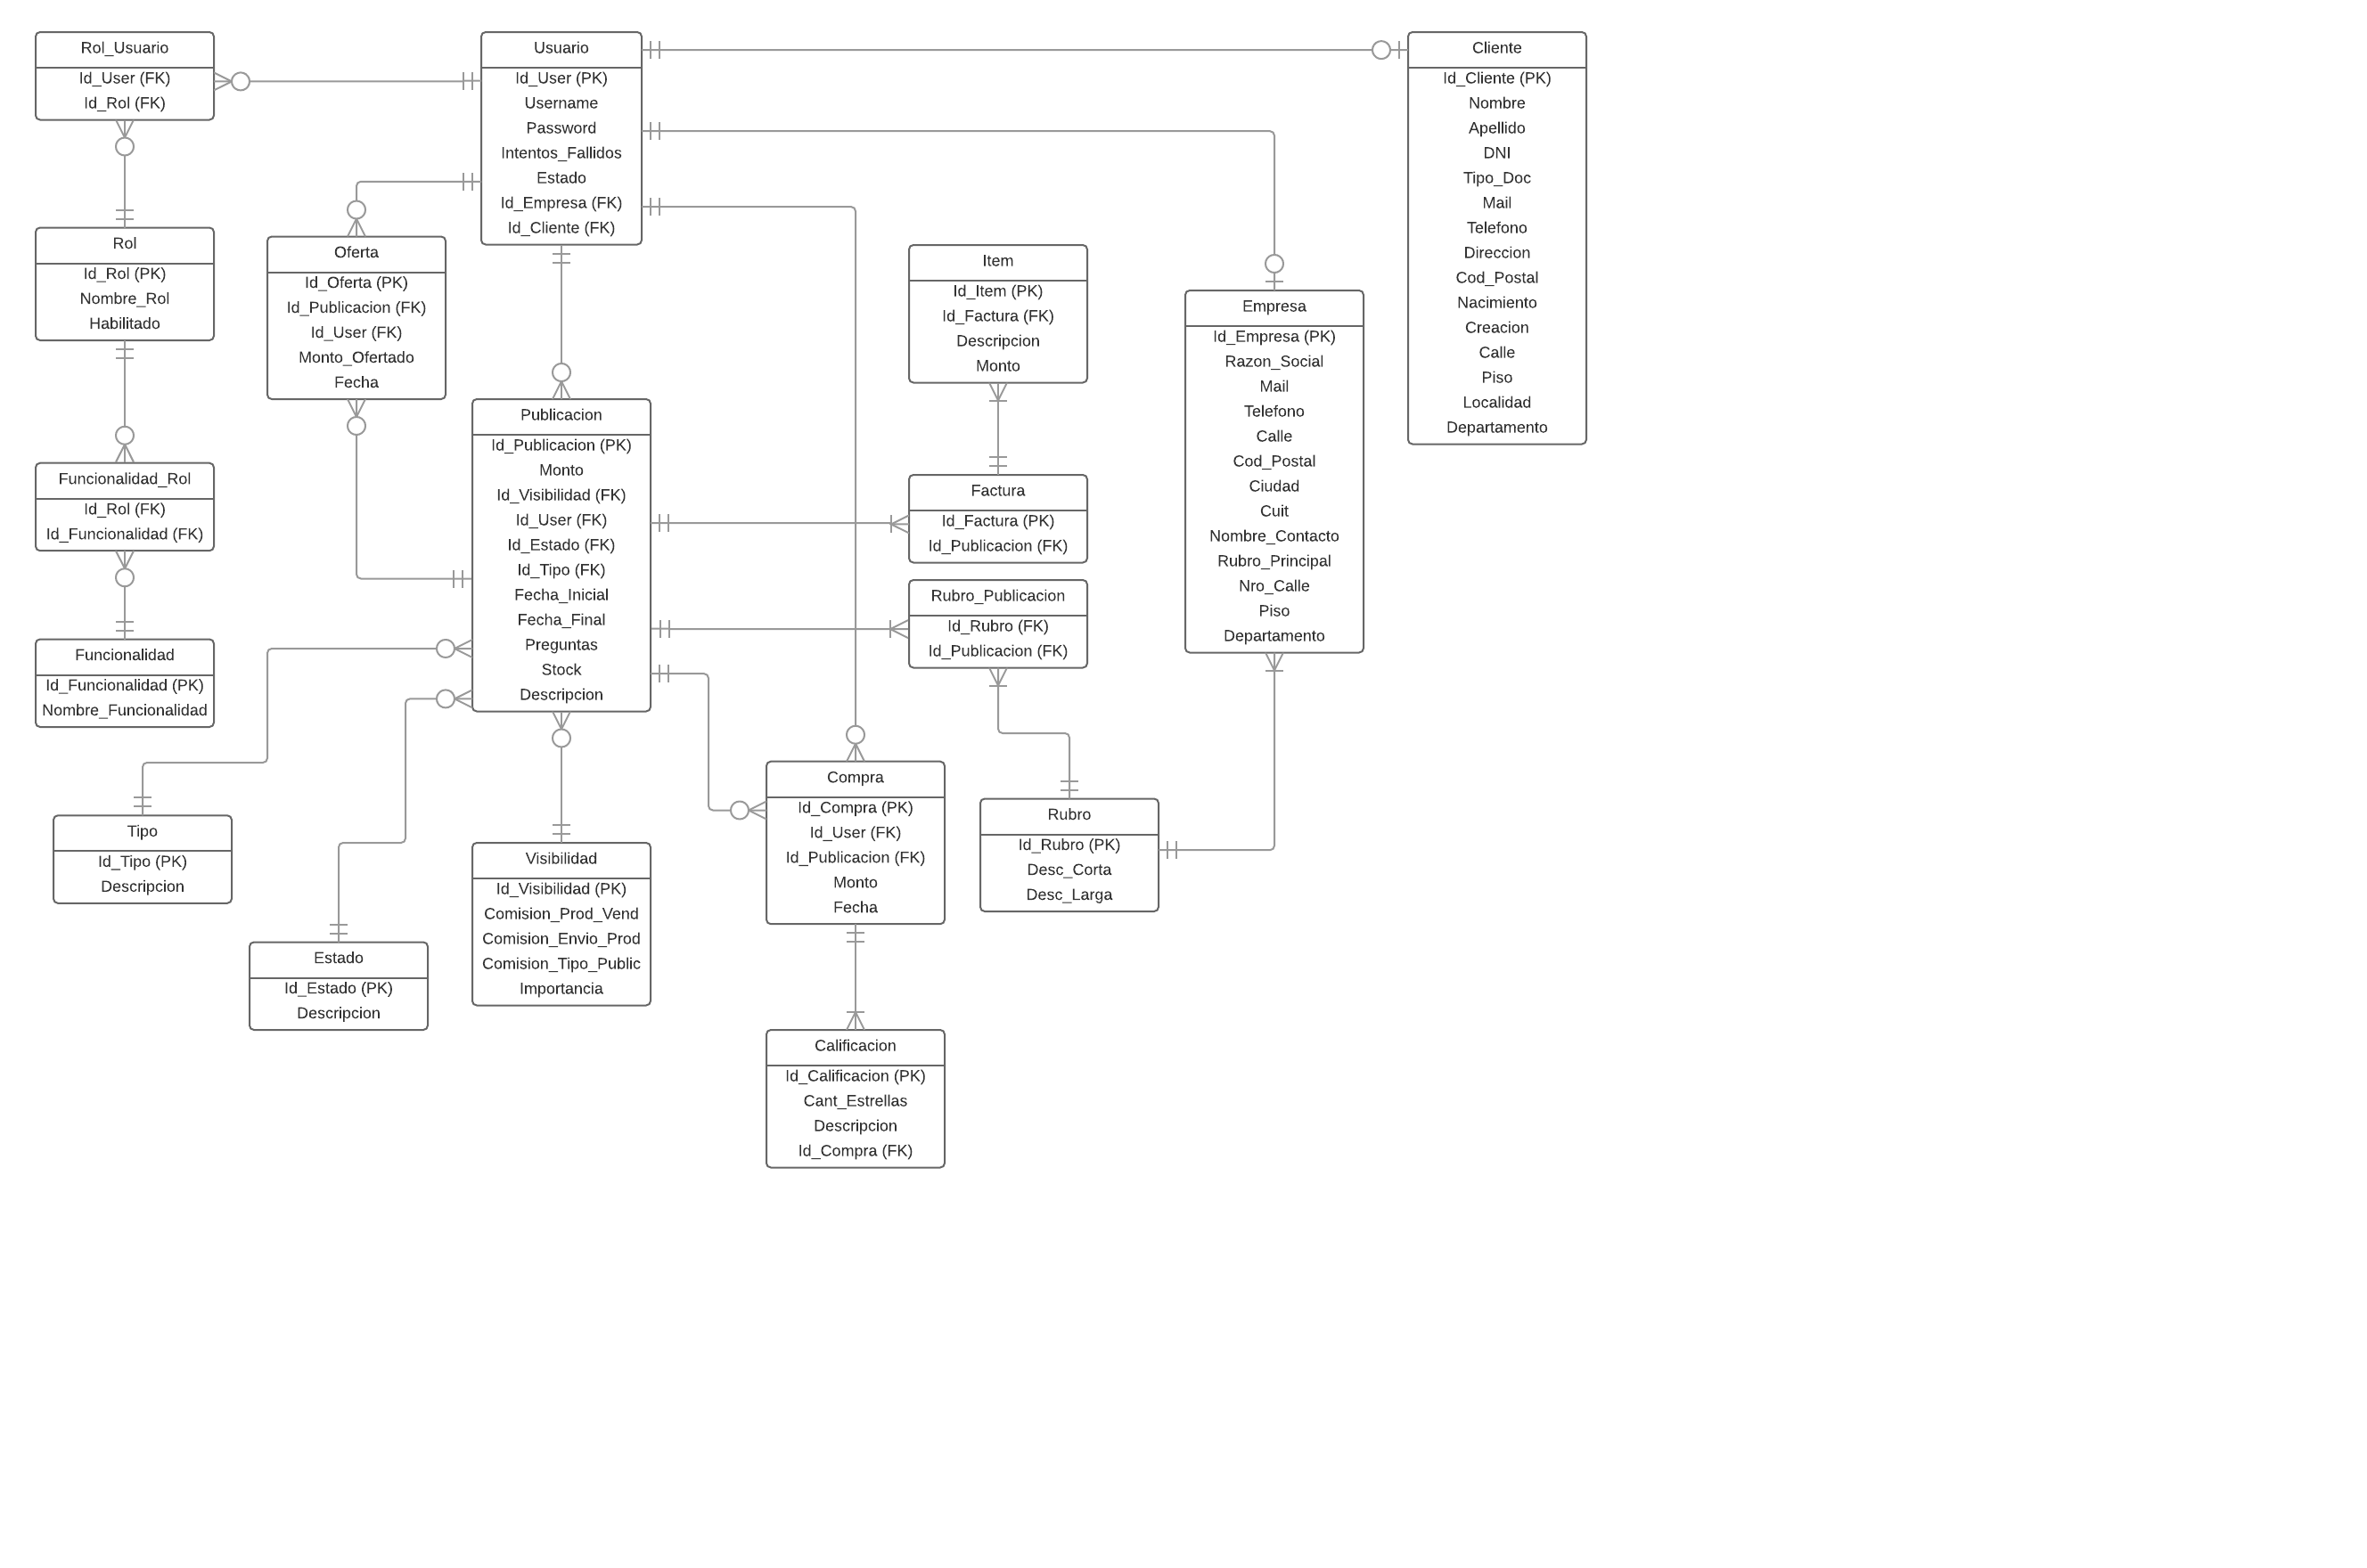 Rol_Usuario
Id_User (FK)
Id_Rol (FK)
Usuario
Id_User (PK)
Username
Password
Intentos_Fallidos
Estado
Id_Empresa (FK)
Id_Cliente (FK)
Cliente
Id_Cliente (PK)
Nombre
Apellido
DNI
Tipo_Doc
Mail
Telefono
Direccion
Cod_Postal
Nacimiento
Creacion
Calle
Piso
Localidad
Departamento
Rol
Id_Rol (PK)
Nombre_Rol
Habilitado
Oferta
Id_Oferta (PK)
Id_Publicacion (FK)
Id_User (FK)
Monto_Ofertado
Fecha
Item
Id_Item (PK)
Id_Factura (FK)
Descripcion
Monto
Empresa
Id_Empresa (PK)
Razon_Social
Mail
Telefono
Calle
Cod_Postal
Ciudad
Cuit
Nombre_Contacto
Rubro_Principal
Nro_Calle
Piso
Departamento
Publicacion
Id_Publicacion (PK)
Monto
Id_Visibilidad (FK)
Id_User (FK)
Id_Estado (FK)
Id_Tipo (FK)
Fecha_Inicial
Fecha_Final
Preguntas
Stock
Descripcion
Funcionalidad_Rol
Id_Rol (FK)
Id_Funcionalidad (FK)
Factura
Id_Factura (PK)
Id_Publicacion (FK)
Rubro_Publicacion
Id_Rubro (FK)
Id_Publicacion (FK)
Funcionalidad
Id_Funcionalidad (PK)
Nombre_Funcionalidad
Compra
Id_Compra (PK)
Id_User (FK)
Id_Publicacion (FK)
Monto
Fecha
Rubro
Id_Rubro (PK)
Desc_Corta
Desc_Larga
Tipo
Id_Tipo (PK)
Descripcion
Visibilidad
Id_Visibilidad (PK)
Comision_Prod_Vend
Comision_Envio_Prod
Comision_Tipo_Public
Importancia
Estado
Id_Estado (PK)
Descripcion
Calificacion
Id_Calificacion (PK)
Cant_Estrellas
Descripcion
Id_Compra (FK)